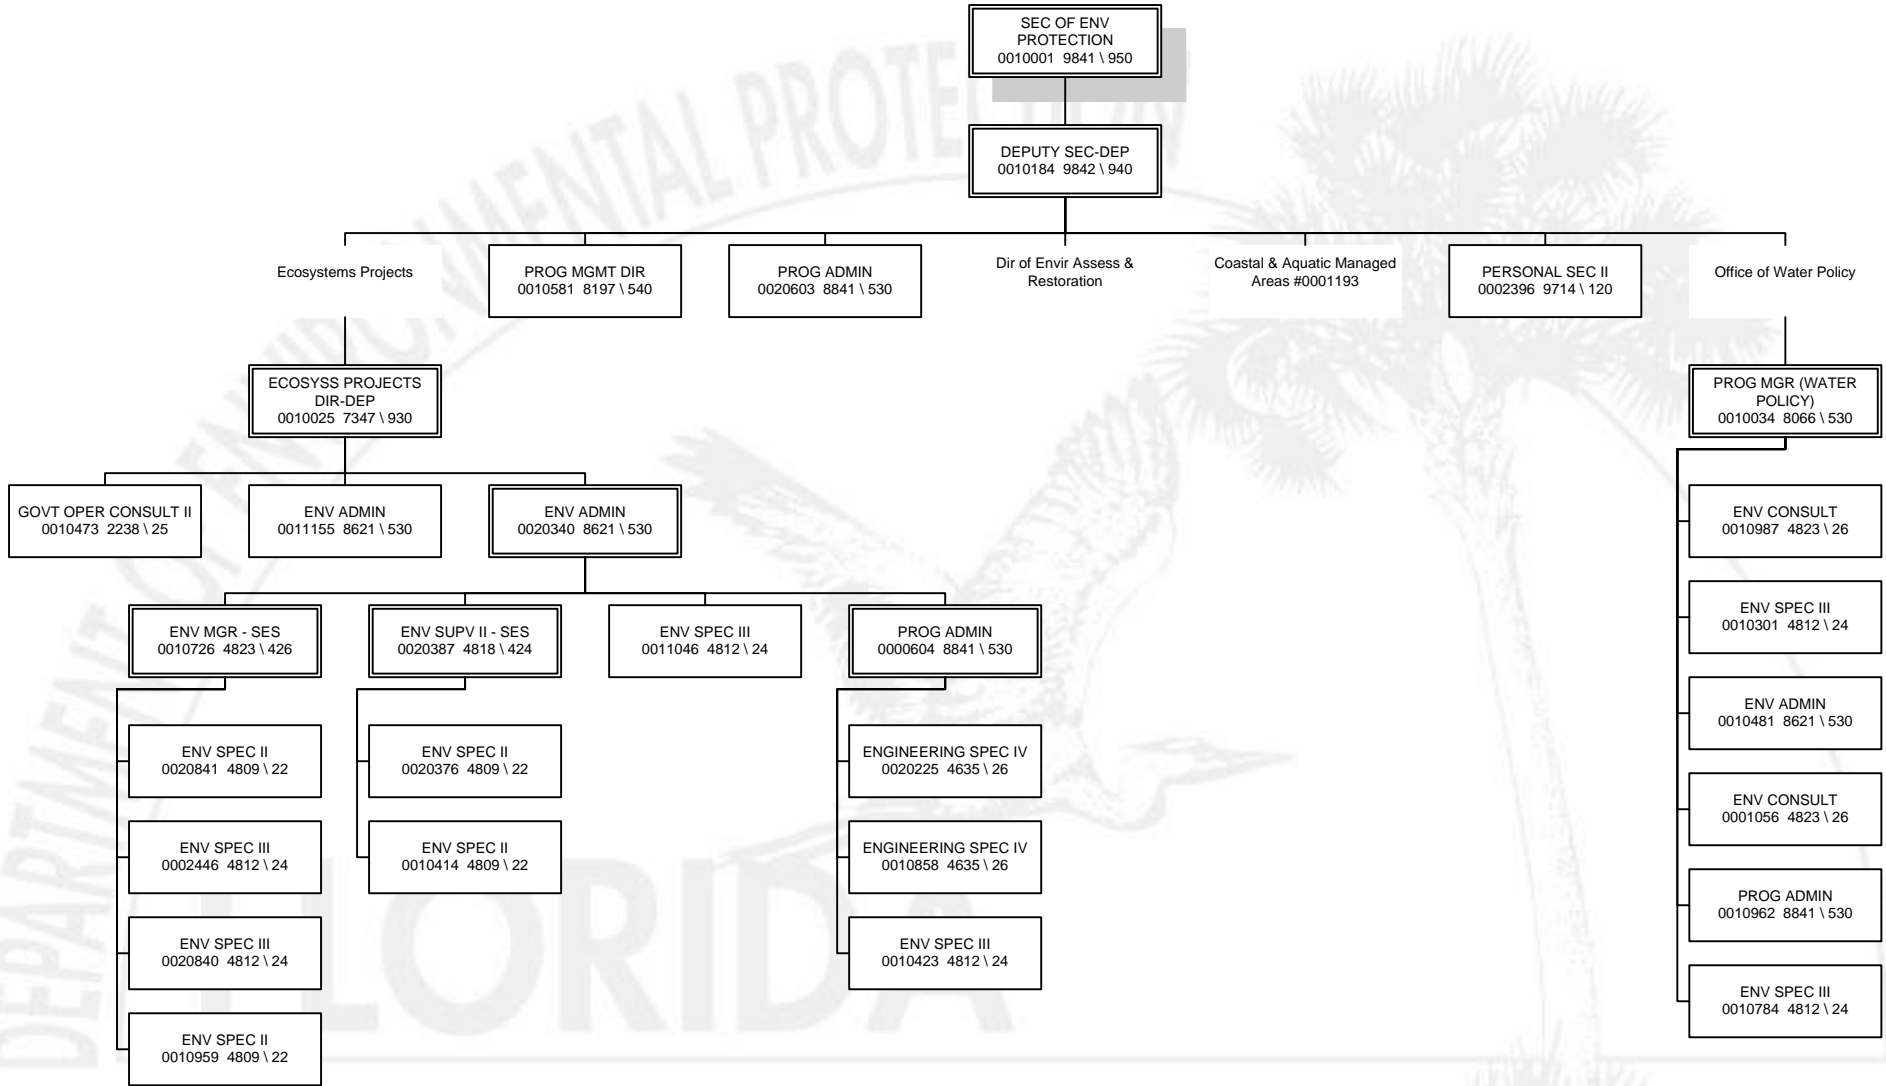 SEC OF ENV
PROTECTION
0010001 9841 \ 950
DEPUTY SEC-DEP
0010184 9842 \ 940
Ecosystems Projects
PROG MGMT DIR
0010581 8197 \ 540
PROG ADMIN
0020603 8841 \ 530
Dir of Envir Assess &
Restoration
Coastal & Aquatic Managed
Areas #0001193
PERSONAL SEC II
0002396 9714 \ 120
Office of Water Policy
ECOSYSS PROJECTS
DIR-DEP
0010025 7347 \ 930
PROG MGR (WATER
POLICY)
0010034 8066 \ 530
GOVT OPER CONSULT II
0010473 2238 \ 25
ENV ADMIN
0011155 8621 \ 530
ENV ADMIN
0020340 8621 \ 530
ENV MGR - SES
0010726 4823 \ 426
ENV SUPV II - SES
0020387 4818 \ 424
ENV SPEC III
0011046 4812 \ 24
PROG ADMIN
0000604 8841 \ 530
ENV SPEC II
0020841 4809 \ 22
ENV SPEC III
0002446 4812 \ 24
ENV SPEC III
0020840 4812 \ 24
ENV SPEC II
0010959 4809 \ 22
ENV SPEC II
0020376 4809 \ 22
ENV SPEC II
0010414 4809 \ 22
ENGINEERING SPEC IV
0020225 4635 \ 26
ENGINEERING SPEC IV
0010858 4635 \ 26
ENV SPEC III
0010423 4812 \ 24
ENV CONSULT
0010987 4823 \ 26
ENV SPEC III
0010301 4812 \ 24
ENV ADMIN
0010481 8621 \ 530
ENV CONSULT
0001056 4823 \ 26
PROG ADMIN
0010962 8841 \ 530
ENV SPEC III
0010784 4812 \ 24
DEPARTMENT OF ENVIRONMENTAL PROTECTION
FLORIDA